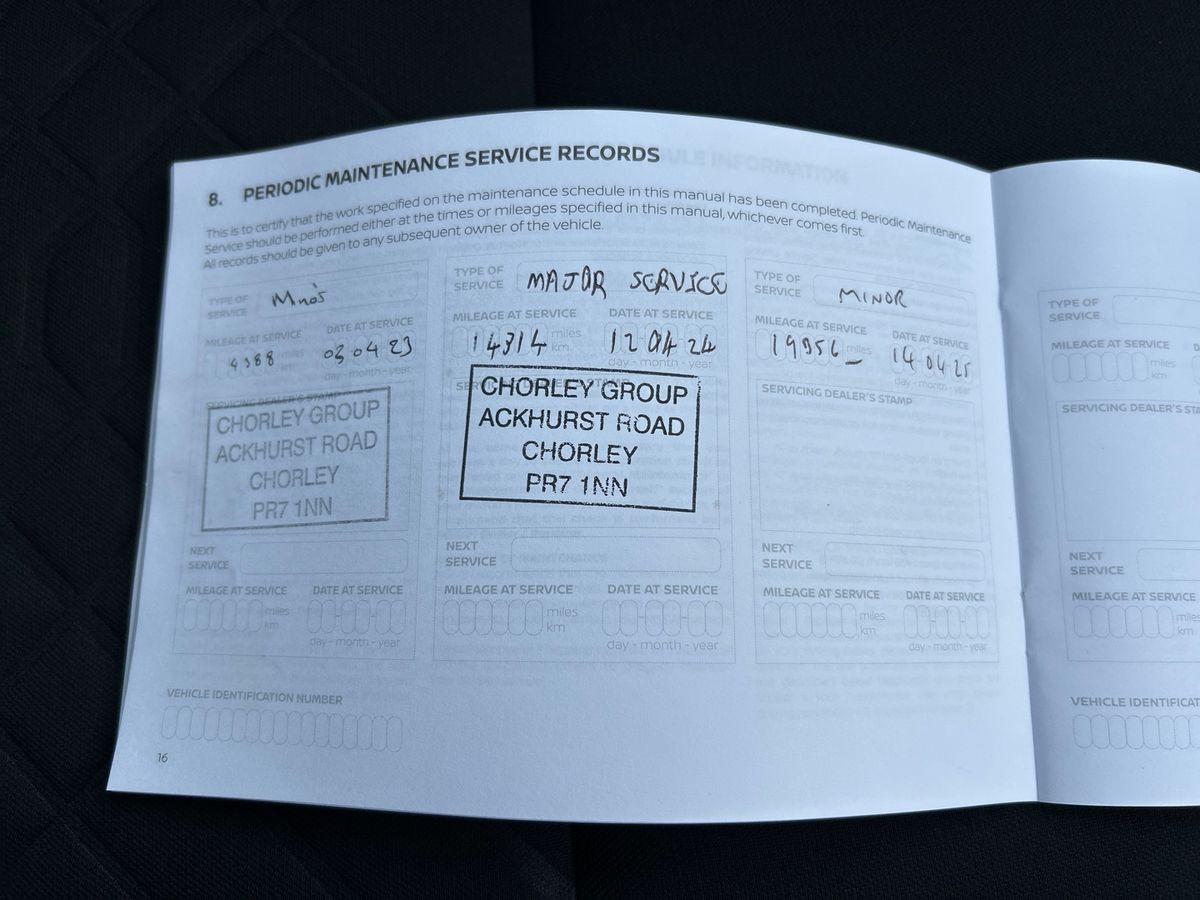 8. PERIODIC MAINTENANCE SERVICE RECORDS
This is to certify that the work specified on the maintenance schedule in this manual has been completed. Periodic Maintenance
Service should be performed either at the times or mileages specified in this manual, whichever comes first.
All records should be given to any subsequent owner of the vehicle.
TYPE OF
SERVICE
MILEAGE AT SERVICE DATE AT SERVICE
miles 03 04 23
km
day - month - year
SERVICING DEALER'S STAMP
CHORLEY GROUP
ACKHURST ROAD
CHORLEY
PR7 1NN
NEXT
SERVICE
MILEAGE AT SERVICE DATE AT SERVICE
miles
km
day - month - year
VEHICLE IDENTIFICATION NUMBER
16
TYPE OF
SERVICE MAJOR SERVICE
MILEAGE AT SERVICE DATE AT SERVICE
14314 miles 12 04 24
km
day - month - year
CHORLEY GROUP
ACKHURST ROAD
CHORLEY
PR7 1NN
NEXT
SERVICE
MILEAGE AT SERVICE DATE AT SERVICE
miles
km
day - month - year
TYPE OF
SERVICE MINOR
MILEAGE AT SERVICE DATE AT SERVICE
19956 miles 14 04 25
day - month - year
SERVICING DEALER'S STAMP
NEXT
SERVICE
MILEAGE AT SERVICE DATE AT SERVICE
miles
km
day - month - year
TYPE OF
SERVICE
MILEAGE AT SERVICE
miles
km
SERVICING DEALER'S STA
NEXT
SERVICE
MILEAGE AT SERVICE
miles
km
VEHICLE IDENTIFICAT